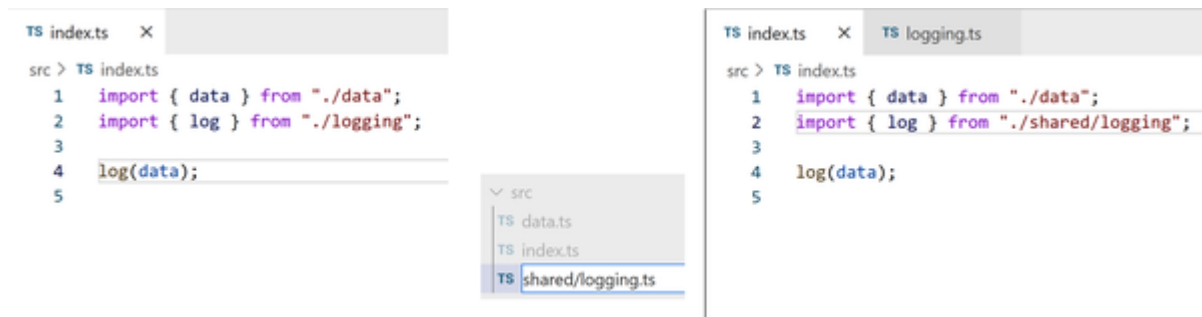 TS index.ts ×
src > TS index.ts
1 import { data } from "./data";
2 import { log } from "./logging";
3
4 log(data);
5
src
TS data.ts
TS index.ts
TS shared/logging.ts
TS index.ts × TS logging.ts
src > TS index.ts
1 import { data } from "./data";
2 import { log } from "./shared/logging";
3
4 log(data);
5